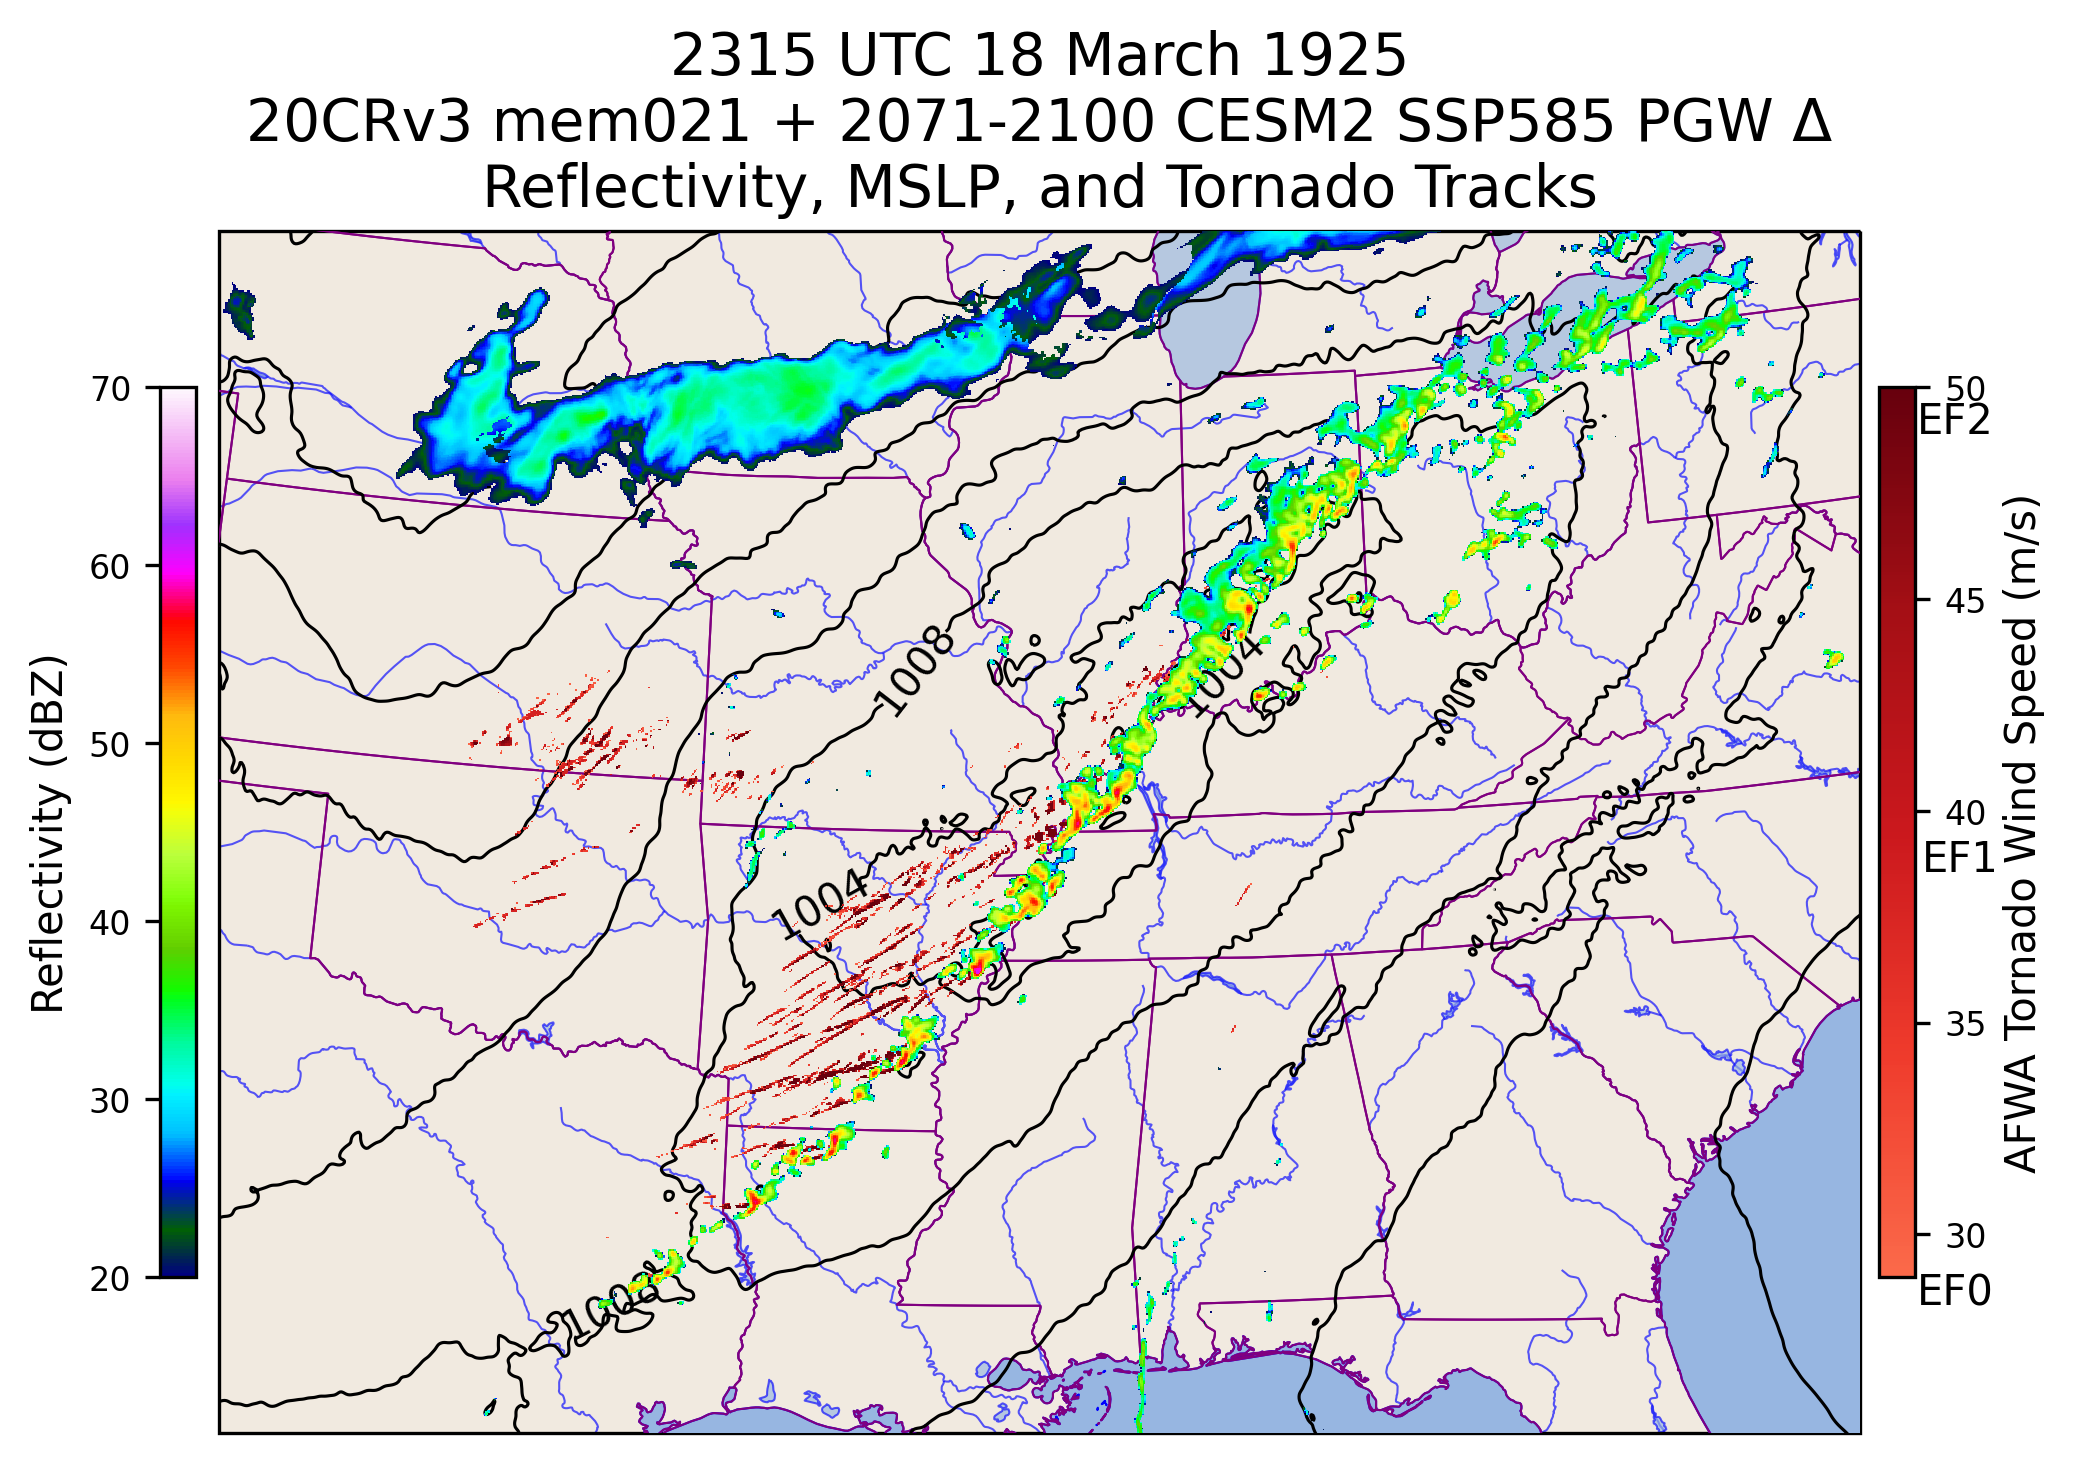 2315 UTC 18 March 1925
20CRv3 mem021 + 2071-2100 CESM2 SSP585 PGW Δ
Reflectivity, MSLP, and Tornado Tracks
70
60
50
40
30
20
Reflectivity (dBZ)
1008
1004
1004
1008
50
EF2
45
40
EF1
35
30
EF0
AFWA Tornado Wind Speed (m/s)